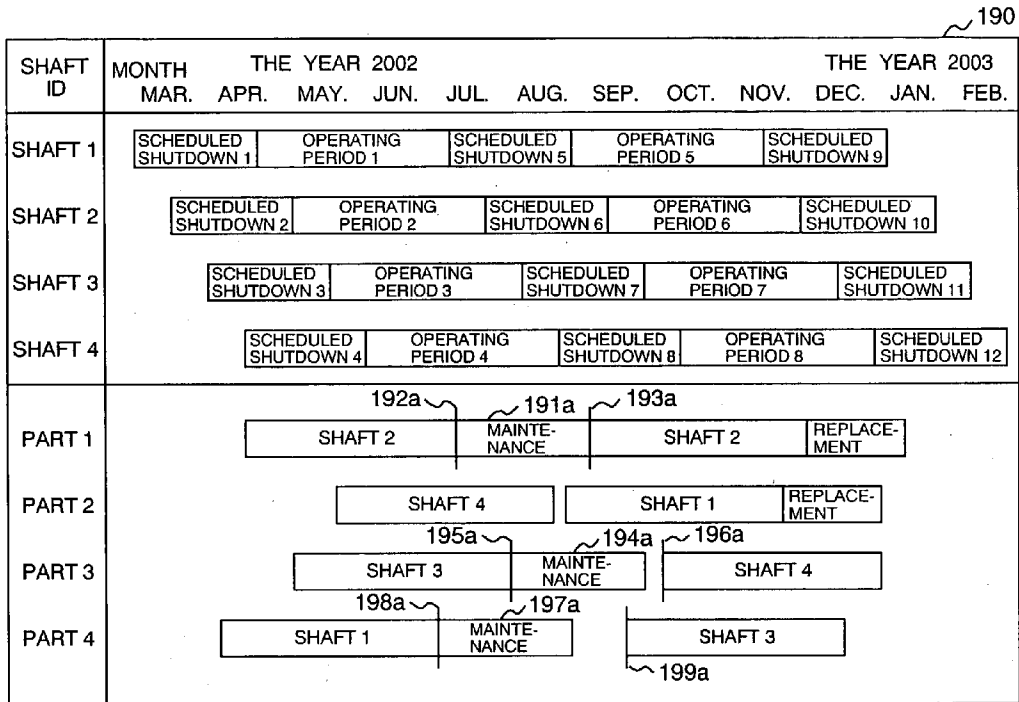 190
SHAFT ID
MONTH THE YEAR 2002 THE YEAR 2003
MAR. APR. MAY. JUN. JUL. AUG. SEP. OCT. NOV. DEC. JAN. FEB.
SHAFT 1
SCHEDULED SHUTDOWN 1
OPERATING PERIOD 1
SCHEDULED SHUTDOWN 5
OPERATING PERIOD 5
SCHEDULED SHUTDOWN 9
SHAFT 2
SCHEDULED SHUTDOWN 2
OPERATING PERIOD 2
SCHEDULED SHUTDOWN 6
OPERATING PERIOD 6
SCHEDULED SHUTDOWN 10
SHAFT 3
SCHEDULED SHUTDOWN 3
OPERATING PERIOD 3
SCHEDULED SHUTDOWN 7
OPERATING PERIOD 7
SCHEDULED SHUTDOWN 11
SHAFT 4
SCHEDULED SHUTDOWN 4
OPERATING PERIOD 4
SCHEDULED SHUTDOWN 8
OPERATING PERIOD 8
SCHEDULED SHUTDOWN 12
192a 191a 193a
PART 1
SHAFT 2
MAINTE-
NANCE
SHAFT 2
REPLACE-
MENT
PART 2
SHAFT 4
SHAFT 1
REPLACE-
MENT
195a 194a 196a
PART 3
SHAFT 3
MAINTE-
NANCE
SHAFT 4
198a 197a
PART 4
SHAFT 1
MAINTE-
NANCE
SHAFT 3
199a